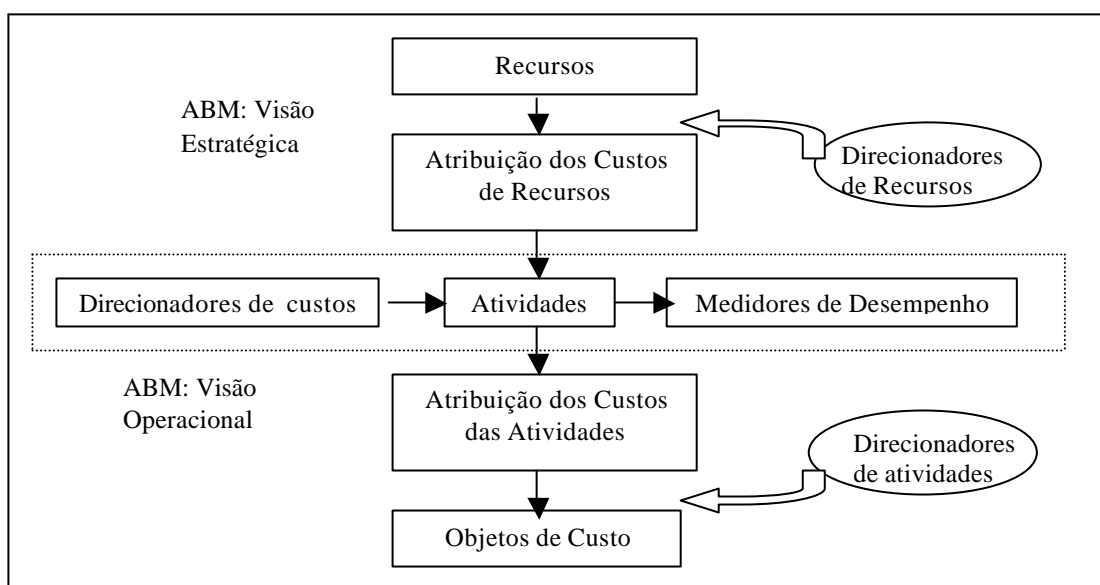 Recursos
ABM: Visão
Estratégica
Atribuição dos Custos
de Recursos
Direcionadores
de Recursos
Direcionadores de custos
Atividades
Medidores de Desempenho
ABM: Visão
Operacional
Atribuição dos Custos
das Atividades
Direcionadores
de atividades
Objetos de Custo